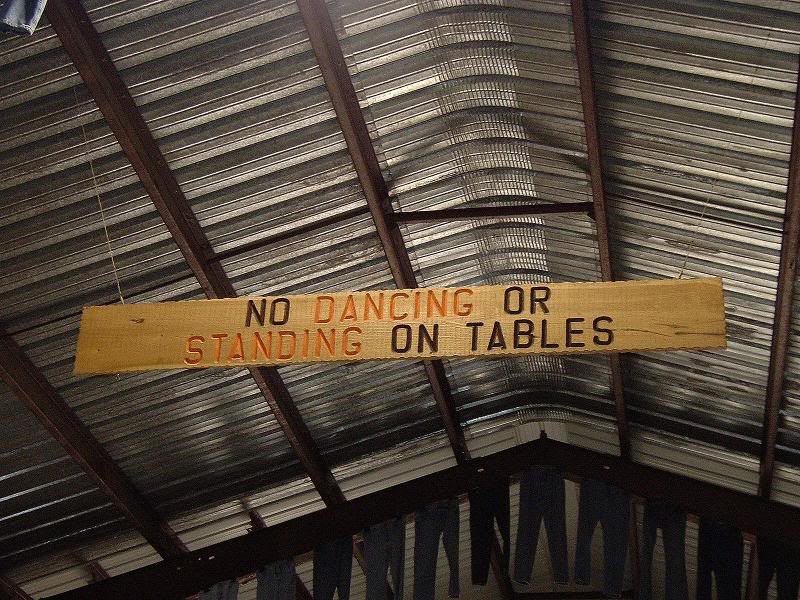 NO DANCING OR
STANDING ON TABLES